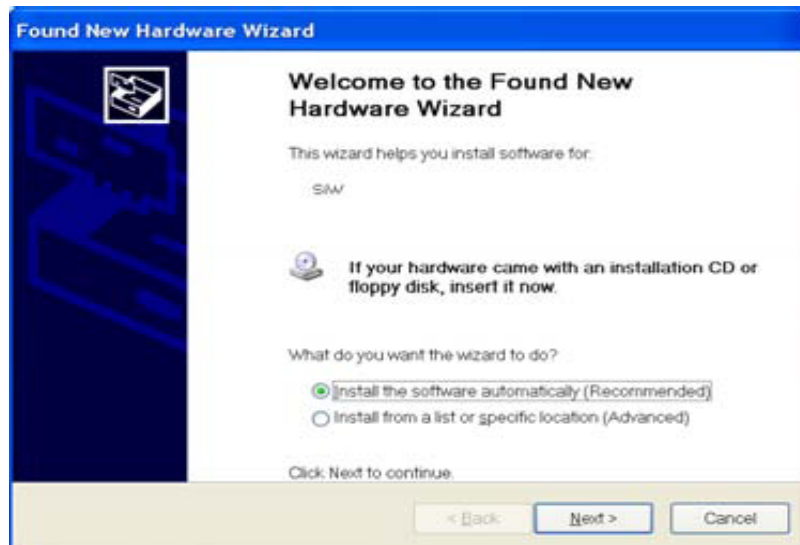 Found New Hardware Wizard
Welcome to the Found New
Hardware Wizard
This wizard helps you install software for:
SIW
If your hardware came with an installation CD or
floppy disk, insert it now.
What do you want the wizard to do?
Install the software automatically (Recommended)
Install from a list or specific location (Advanced)
Click Next to continue.
< Back
Next >
Cancel